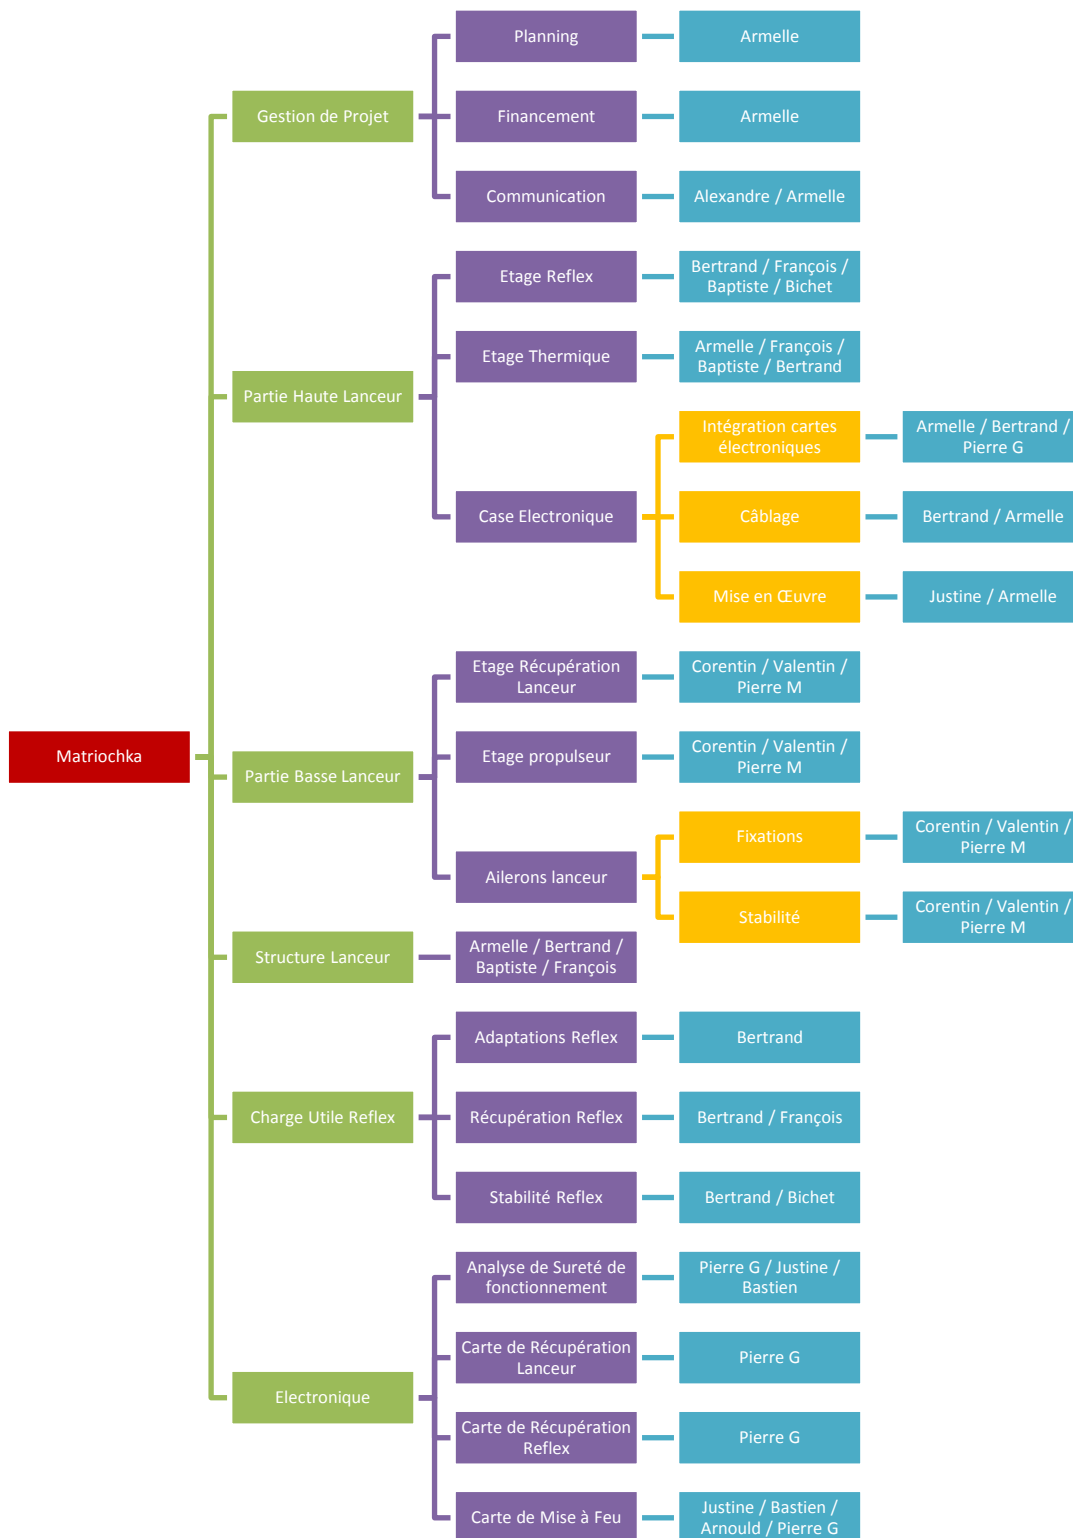 Planning
Armelle
Gestion de Projet
Financement
Armelle
Communication
Alexandre / Armelle
Etage Reflex
Bertrand / François /
Baptiste / Bichet
Etage Thermique
Armelle / François /
Baptiste / Bertrand
Partie Haute Lanceur
Intégration cartes
électroniques
Armelle / Bertrand /
Pierre G
Case Electronique
Câblage
Bertrand / Armelle
Mise en Œuvre
Justine / Armelle
Etage Récupération
Lanceur
Corentin / Valentin /
Pierre M
Matriochka
Partie Basse Lanceur
Etage propulseur
Corentin / Valentin /
Pierre M
Ailerons lanceur
Fixations
Corentin / Valentin /
Pierre M
Stabilité
Corentin / Valentin /
Pierre M
Structure Lanceur
Armelle / Bertrand /
Baptiste / François
Adaptations Reflex
Bertrand
Charge Utile Reflex
Récupération Reflex
Bertrand / François
Stabilité Reflex
Bertrand / Bichet
Analyse de Sureté de
fonctionnement
Pierre G / Justine /
Bastien
Carte de Récupération
Lanceur
Pierre G
Electronique
Carte de Récupération
Reflex
Pierre G
Carte de Mise à Feu
Justine / Bastien /
Arnould / Pierre G